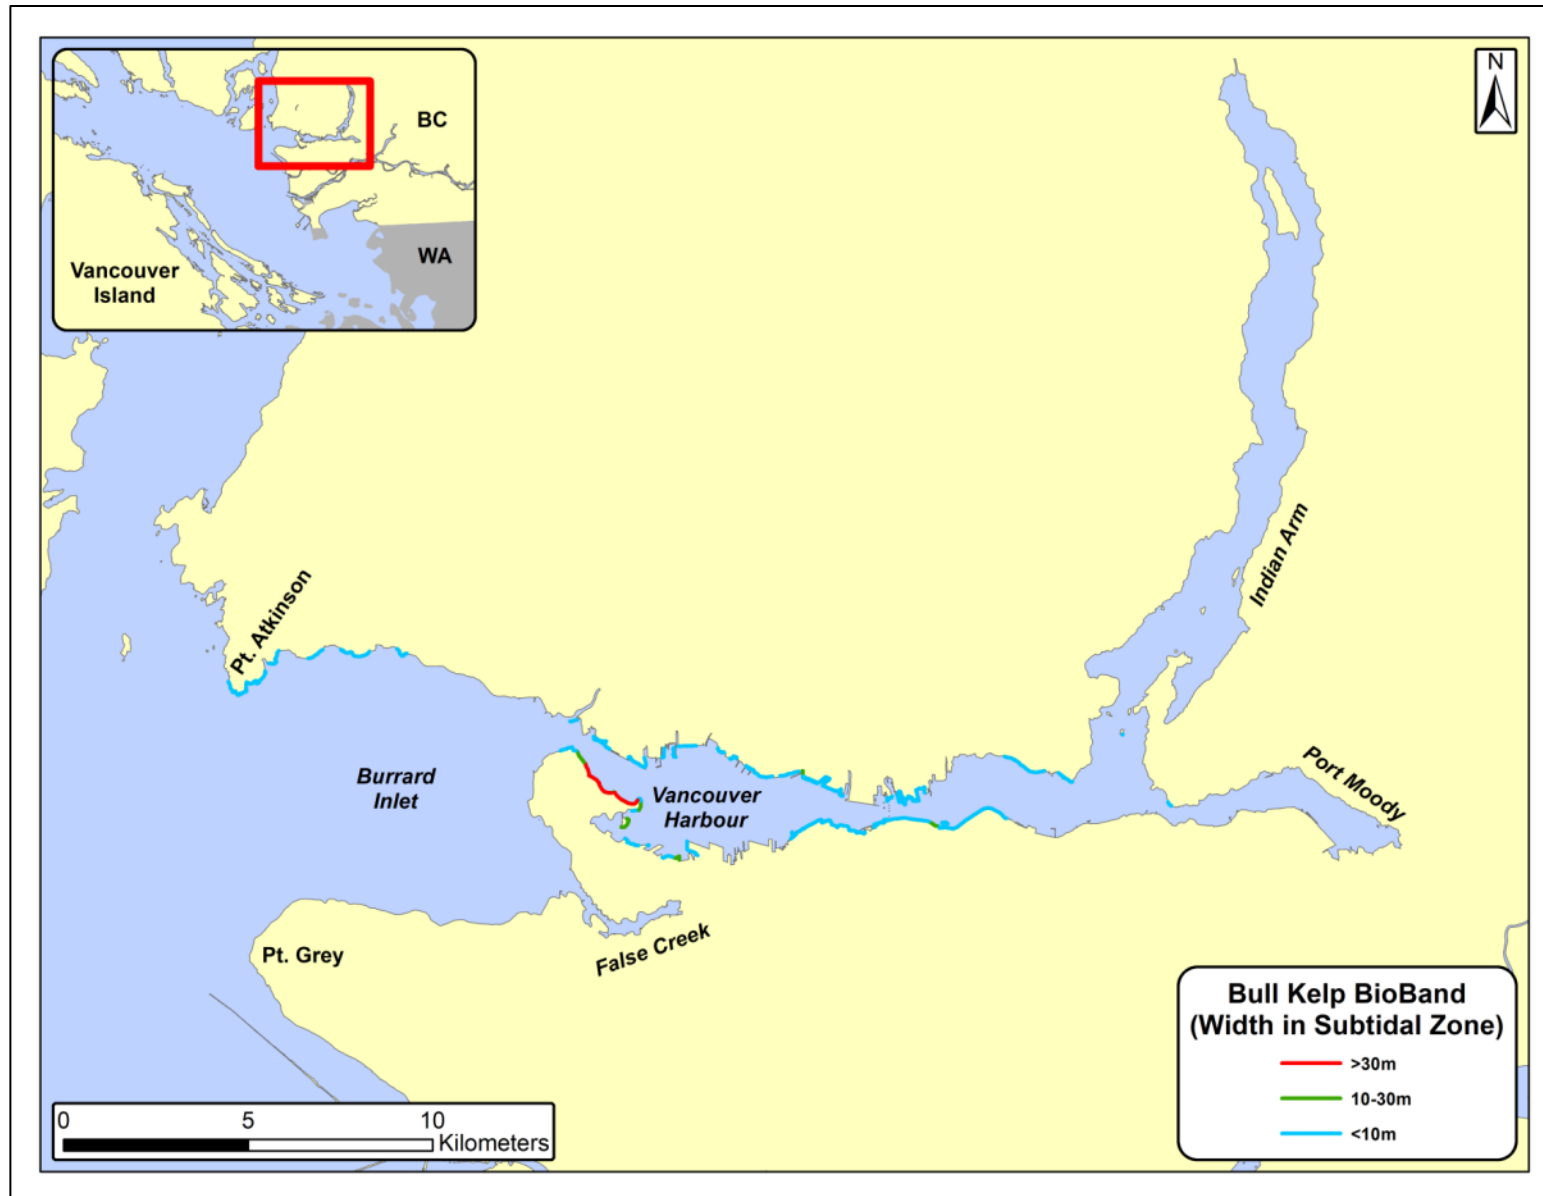 N
BC
WA
Vancouver
Island
Pt. Atkinson
Indian Arm
Burrard
Inlet
Vancouver
Harbour
Port Moody
False Creek
Pt. Grey
Bull Kelp BioBand
(Width in Subtidal Zone)
>30m
10-30m
<10m
0 5 10
Kilometers